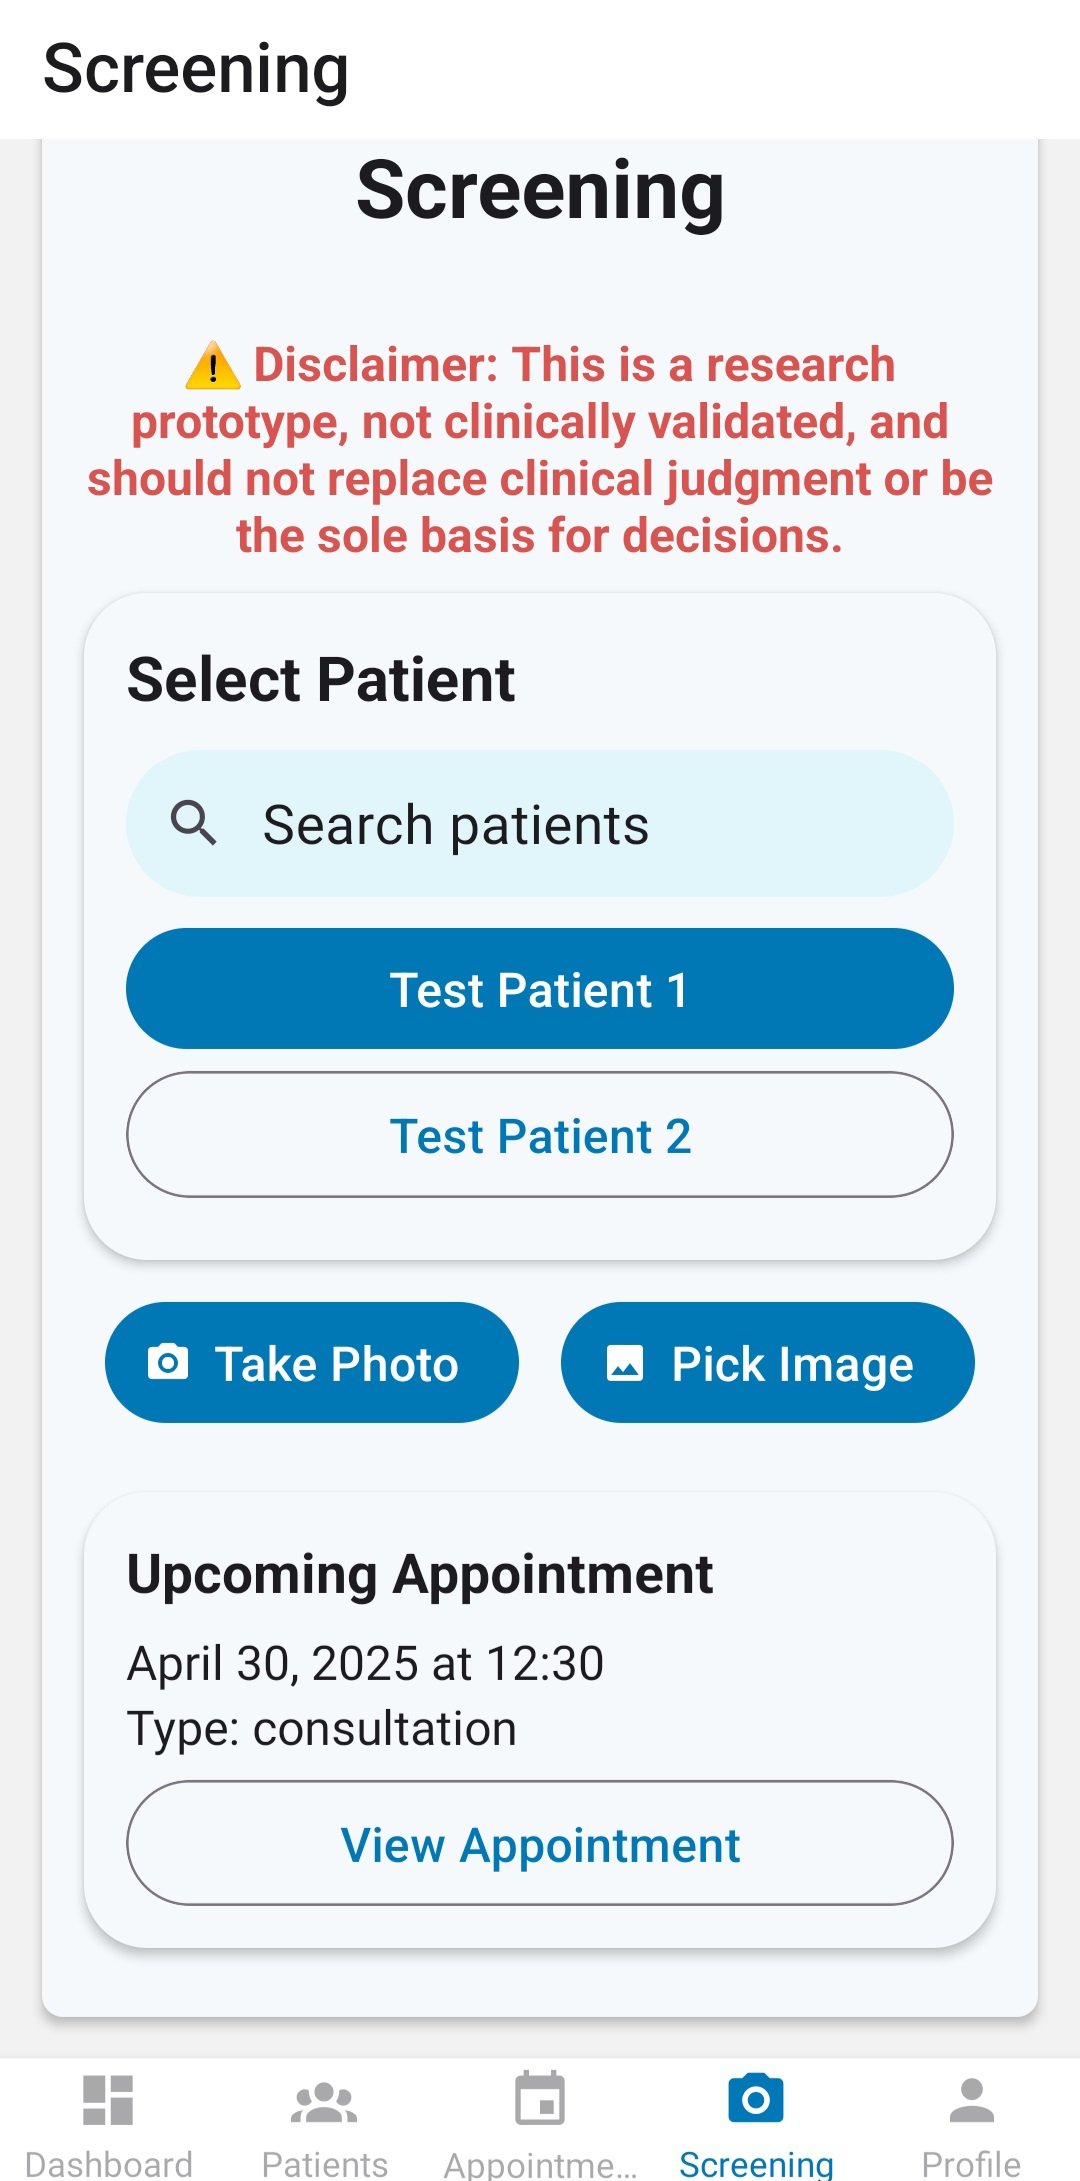 Screening
Screening
⚠️ Disclaimer: This is a research
prototype, not clinically validated, and
should not replace clinical judgment or be
the sole basis for decisions.
Select Patient
Search patients
Test Patient 1
Test Patient 2
Take Photo
Pick Image
Upcoming Appointment
April 30, 2025 at 12:30
Type: consultation
View Appointment
Dashboard
Patients
Appointme...
Screening
Profile